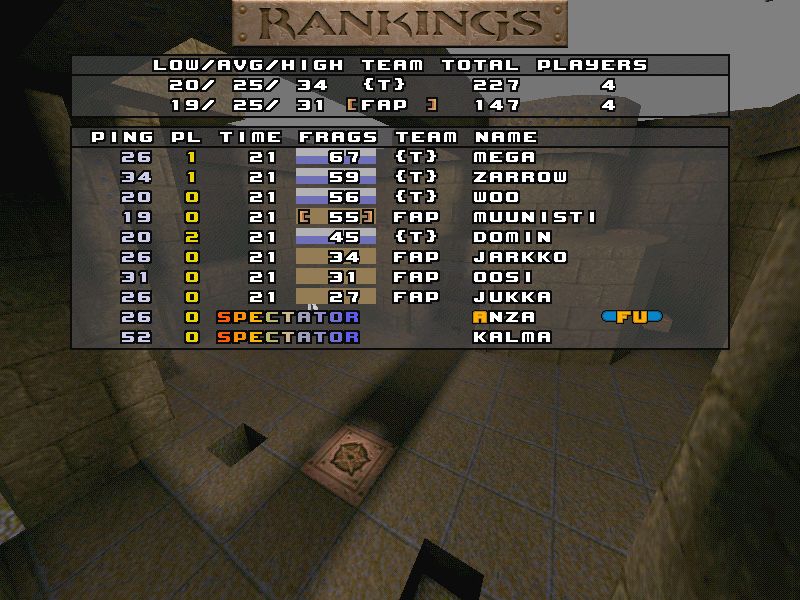 RANKINGS
LOW/AVG/HIGH TEAM TOTAL PLAYERS
20/ 25/ 34 {T} 227 4
19/ 25/ 31 [FAP ] 147 4
PING PL TIME FRAGS TEAM NAME
26 1 21 67 {T} MEGA
34 1 21 59 {T} ZARROW
20 0 21 56 {T} WOO
19 0 21 [ 55] FAP MUUNISTI
20 2 21 45 {T} DOMIN
26 0 21 34 FAP JARKKO
31 0 21 31 FAP OOSI
26 0 21 27 FAP JUKKA
26 0 SPECTATOR ANZA FU
52 0 SPECTATOR KALMA